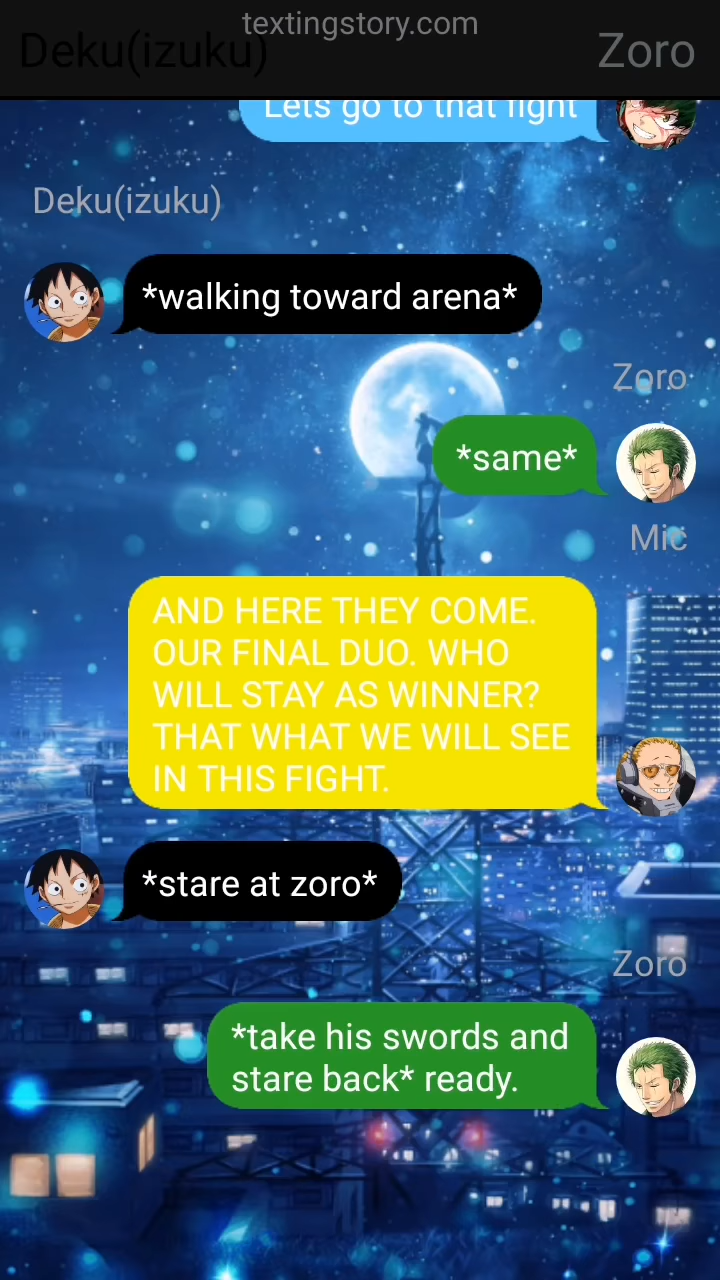 textingstory.com
Deku(izuku)
Zoro
Lets go to that fight
Deku(izuku)
*walking toward arena*
Zoro
*same*
Mic
AND HERE THEY COME.
OUR FINAL DUO. WHO
WILL STAY AS WINNER?
THAT WHAT WE WILL SEE
IN THIS FIGHT.
*stare at zoro*
Zoro
*take his swords and
stare back* ready.